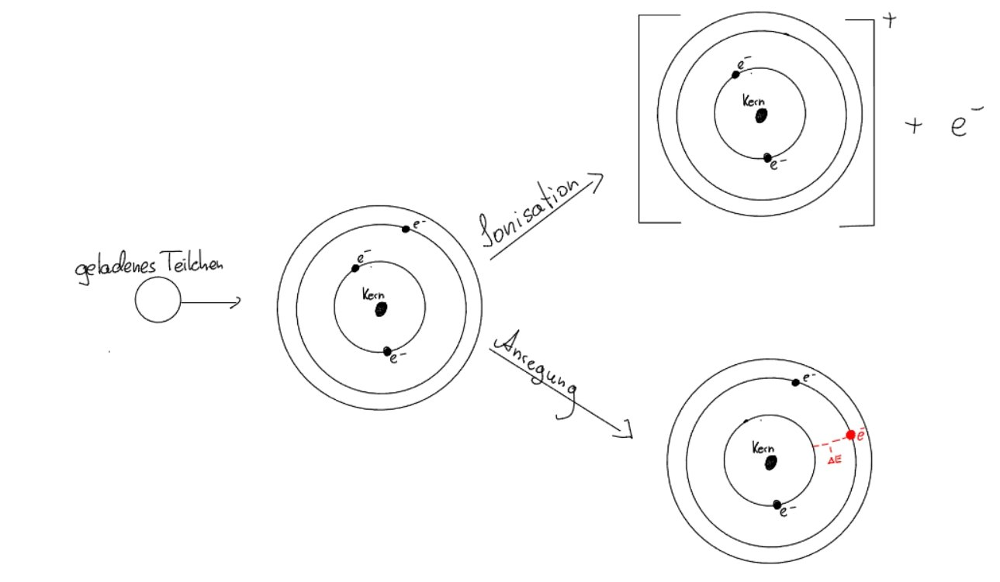 geladenes Teilchen
e⁻
e⁻
Kern
e⁻
Ionisation
+
e⁻
Kern
e⁻
+ e⁻
Anregung
e⁻
e⁻
ΔE
Kern
e⁻